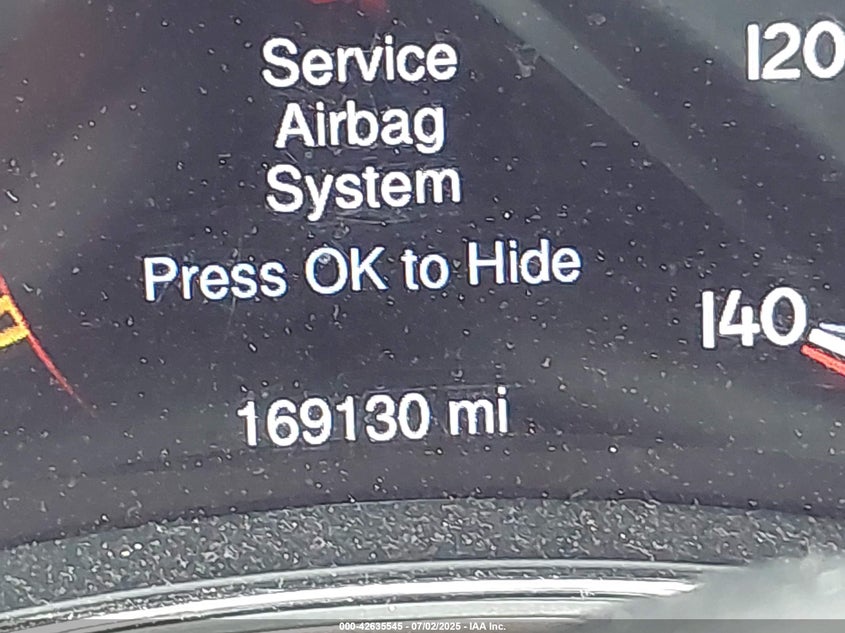 120
Service
Airbag
System
Press OK to Hide
140
169130 mi
000-42635545 - 07/02/2025 - IAA Inc.